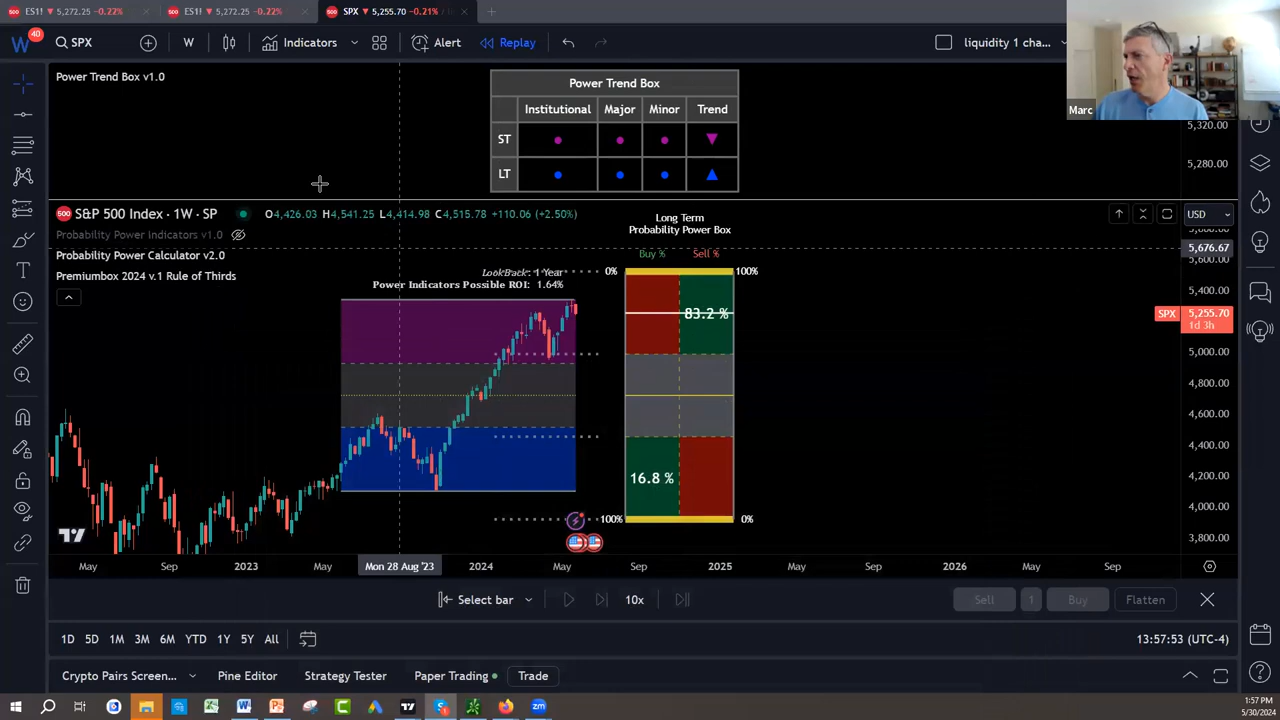 ES1! ▼ 5,272.25 −0.22%
ES1! ▼ 5,272.25 −0.22%
SPX ▼ 5,255.70 −0.21%
40
SPX
W
Indicators
Alert
Replay
liquidity 1 cha...
Marc
Power Trend Box v1.0
Power Trend Box
Institutional Major Minor Trend
ST
LT
5,320.00
5,280.00
500 S&P 500 Index · 1W · SP O4,426.03 H4,541.25 L4,414.98 C4,515.78 +110.06 (+2.50%)
USD
Probability Power Indicators v1.0
Probability Power Calculator v2.0
Premiumbox 2024 v.1 Rule of Thirds
Long Term
Probability Power Box
Buy % Sell %
LookBack: 1 Year
Power Indicators Possible ROI: 1.64%
0% 100%
83.2 %
16.8 %
100% 0%
5,676.67
5,600.00
5,400.00
SPX 5,255.70
1d 3h
5,000.00
4,800.00
4,600.00
4,400.00
4,200.00
4,000.00
3,800.00
May Sep 2023 May Mon 28 Aug '23 2024 May Sep 2025 May Sep 2026 May Sep
Select bar 10x Sell 1 Buy Flatten
1D 5D 1M 3M 6M YTD 1Y 5Y All
13:57:53 (UTC-4)
Crypto Pairs Screen... Pine Editor Strategy Tester Paper Trading Trade
1:57 PM
5/30/2024